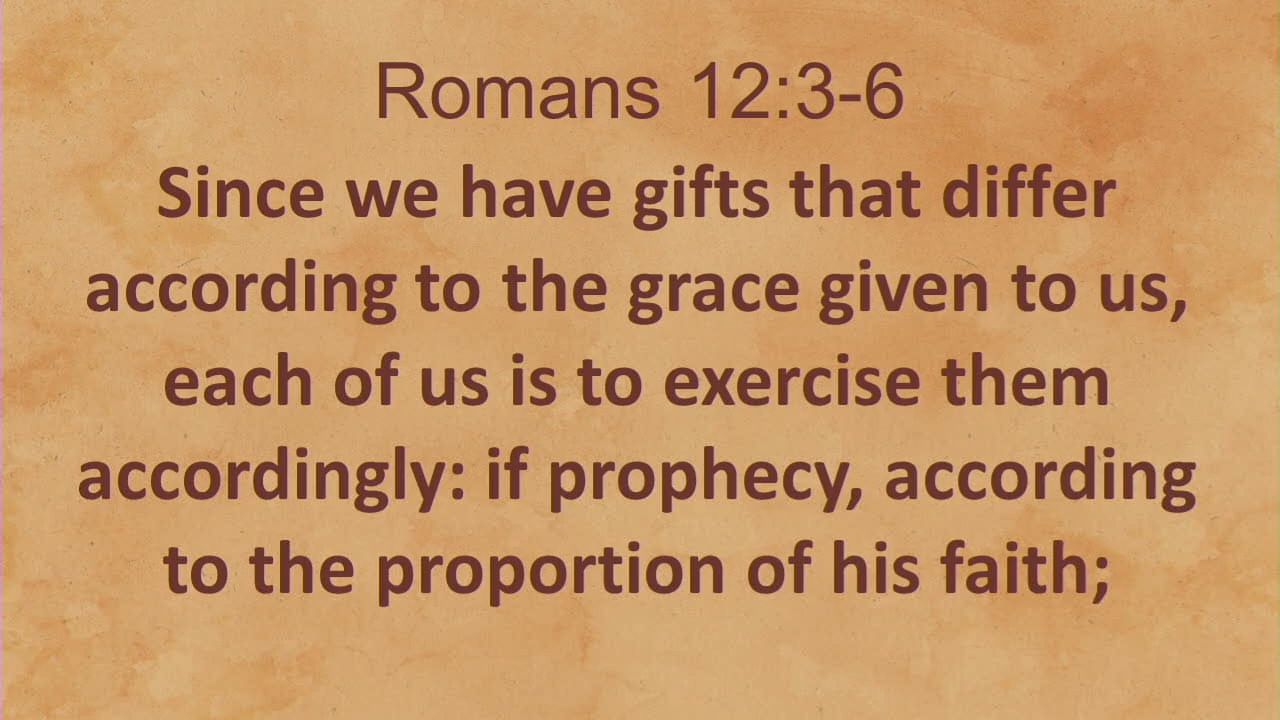 Romans 12:3-6
Since we have gifts that differ
according to the grace given to us,
each of us is to exercise them
accordingly: if prophecy, according
to the proportion of his faith;